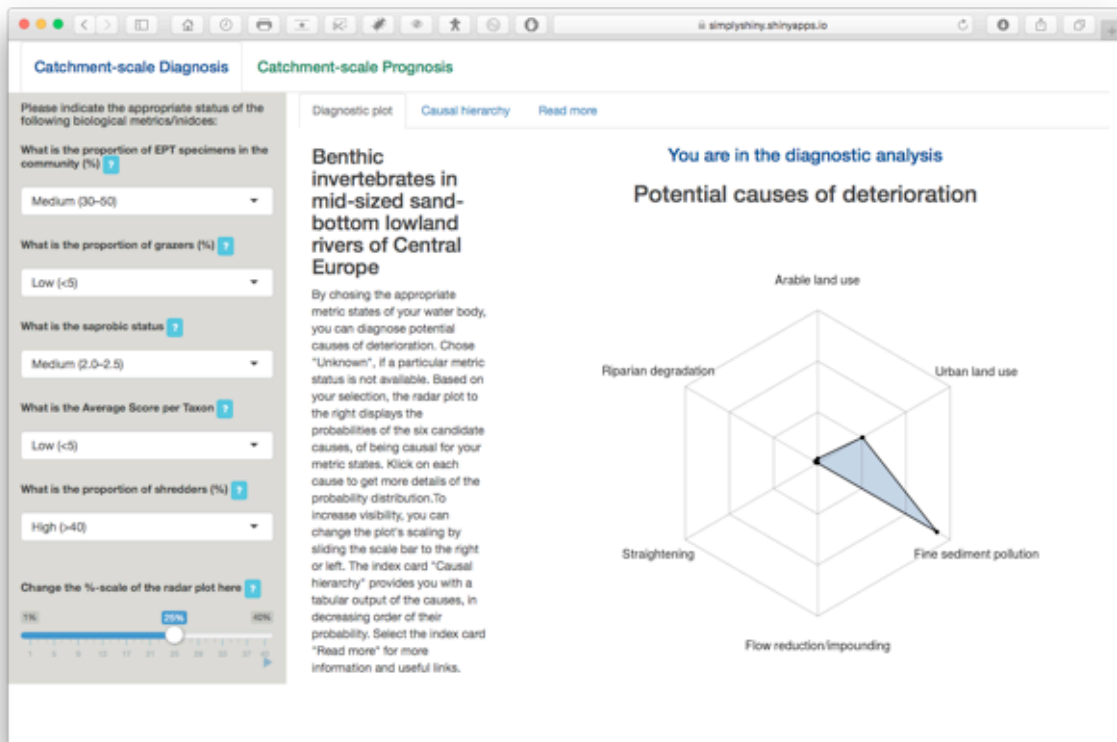 simplyshiny.shinyapps.io
Catchment-scale Diagnosis
Catchment-scale Prognosis
Please indicate the appropriate status of the
following biological metrics/inidces:
What is the proportion of EPT specimens in the
community (%) ?
Medium (30–50)
What is the proportion of grazers (%) ?
Low (<5)
What is the saprobic status ?
Medium (2.0–2.5)
What is the Average Score per Taxon ?
Low (<5)
What is the proportion of shredders (%) ?
High (>40)
Change the %-scale of the radar plot here ?
1% 25% 40%
1 5 9 13 17 21 25 29 33 37 40
Diagnostic plot
Causal hierarchy
Read more
Benthic
invertebrates in
mid-sized sand-
bottom lowland
rivers of Central
Europe
By chosing the appropriate
metric states of your water body,
you can diagnose potential
causes of deterioration. Chose
"Unknown", if a particular metric
status is not available. Based on
your selection, the radar plot to
the right displays the
probabilities of the six candidate
causes, of being causal for your
metric states. Klick on each
cause to get more details of the
probability distribution.To
increase visibility, you can
change the plot's scaling by
sliding the scale bar to the right
or left. The index card "Causal
hierarchy" provides you with a
tabular output of the causes, in
decreasing order of their
probability. Select the index card
"Read more" for more
information and useful links.
You are in the diagnostic analysis
Potential causes of deterioration
Arable land use
Riparian degradation
Urban land use
Straightening
Fine sediment pollution
Flow reduction/impounding